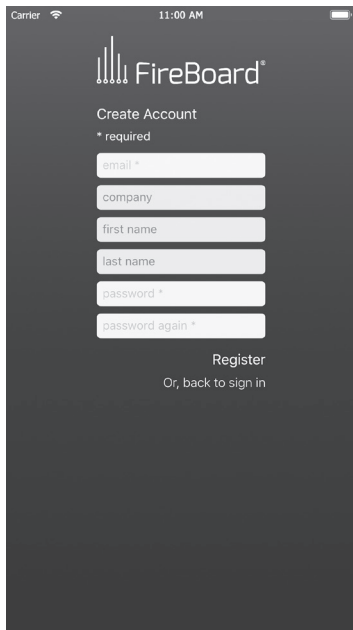 Carrier 11:00 AM
FireBoard®
Create Account
* required
email *
company
first name
last name
password *
password again *
Register
Or, back to sign in